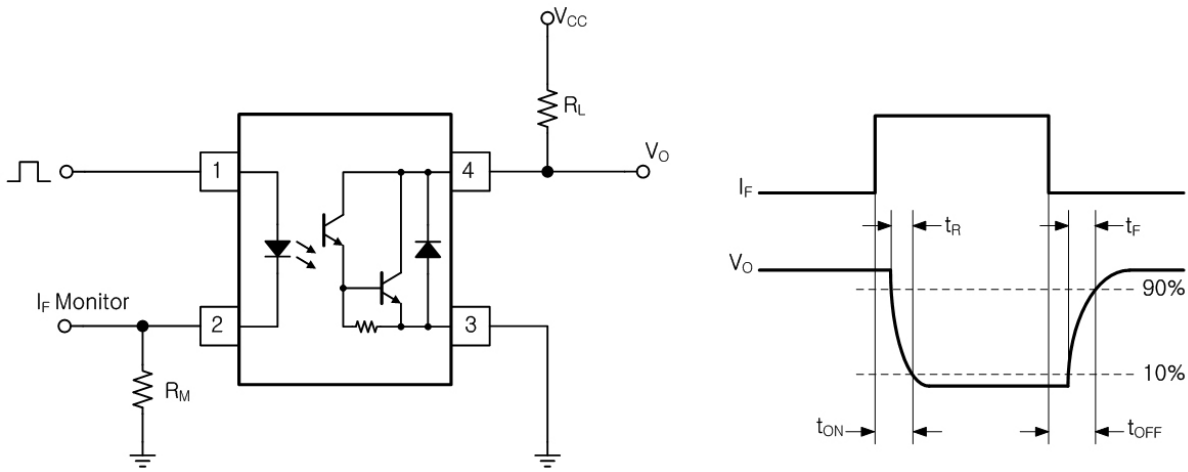 VCC
RL
VO
1
4
IF Monitor
2
3
RM
IF
tR
tF
VO
90%
10%
tON
tOFF